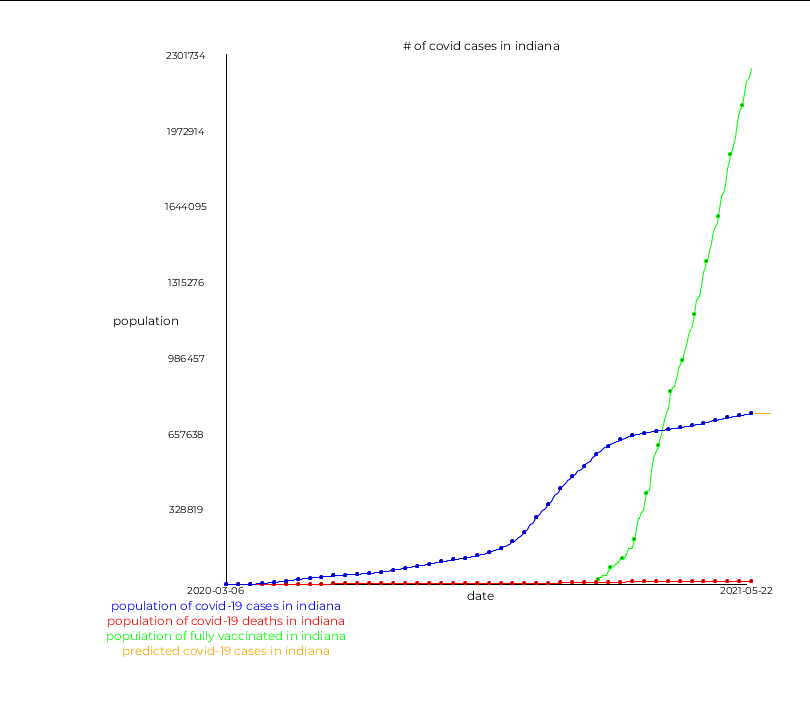 # of covid cases in indiana
2301734
1972914
1644095
1315276
population
986457
657638
328819
2020-03-06
2021-05-22
date
population of covid-19 cases in indiana
population of covid-19 deaths in indiana
population of fully vaccinated in indiana
predicted covid-19 cases in indiana